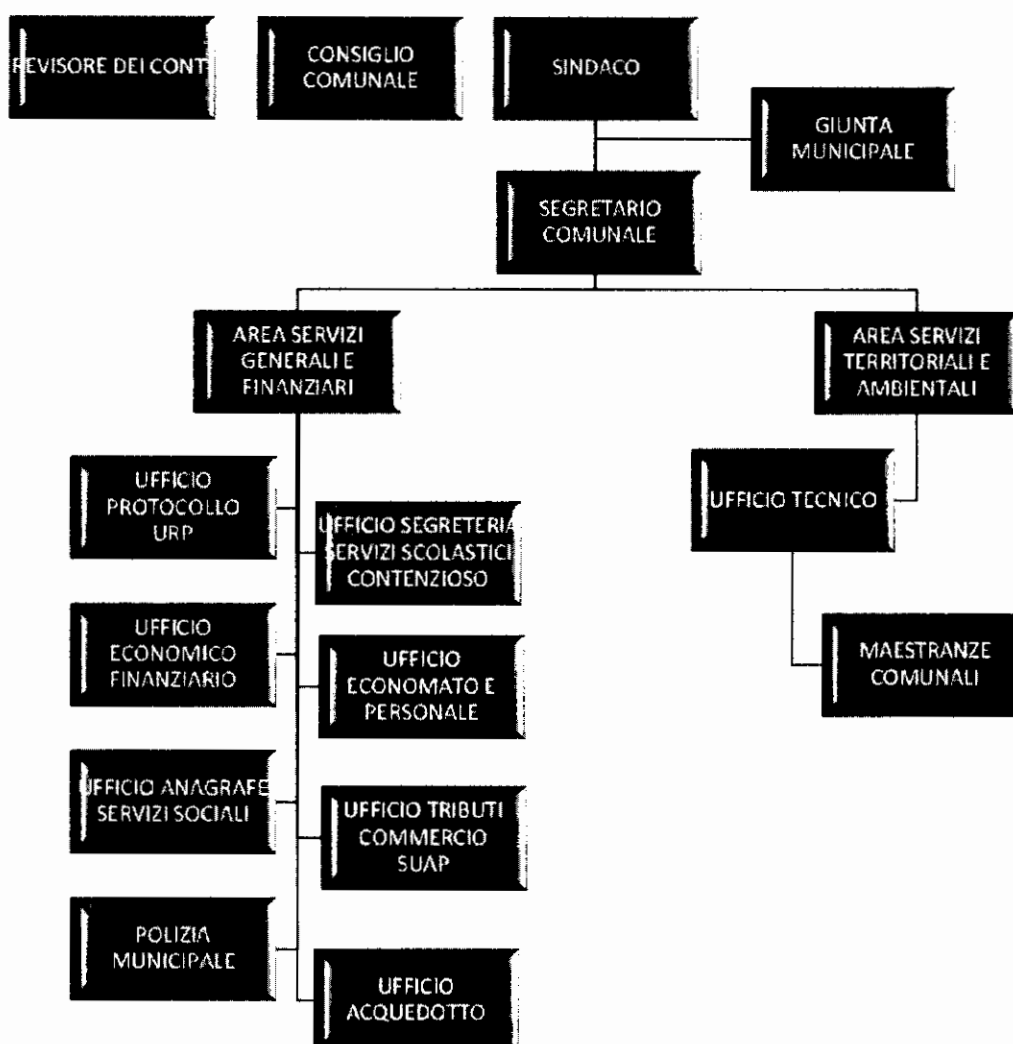 REVISORE DEI CONT
CONSIGLIO
COMUNALE
SINDACO
GIUNTA
MUNICIPALE
SEGRETARIO
COMUNALE
AREA SERVIZI
GENERALI E
FINANZIARI
AREA SERVIZI
TERRITORIALI E
AMBIENTALI
UFFICIO
PROTOCOLLO
URP
UFFICIO SEGRETERIA
SERVIZI SCOLASTICI
CONTENZIOSO
UFFICIO TECNICO
UFFICIO
ECONOMICO
FINANZIARIO
UFFICIO
ECONOMATO E
PERSONALE
MAESTRANZE
COMUNALI
UFFICIO ANAGRAFE
SERVIZI SOCIALI
UFFICIO TRIBUTI
COMMERCIO
SUAP
POLIZIA
MUNICIPALE
UFFICIO
ACQUEDOTTO